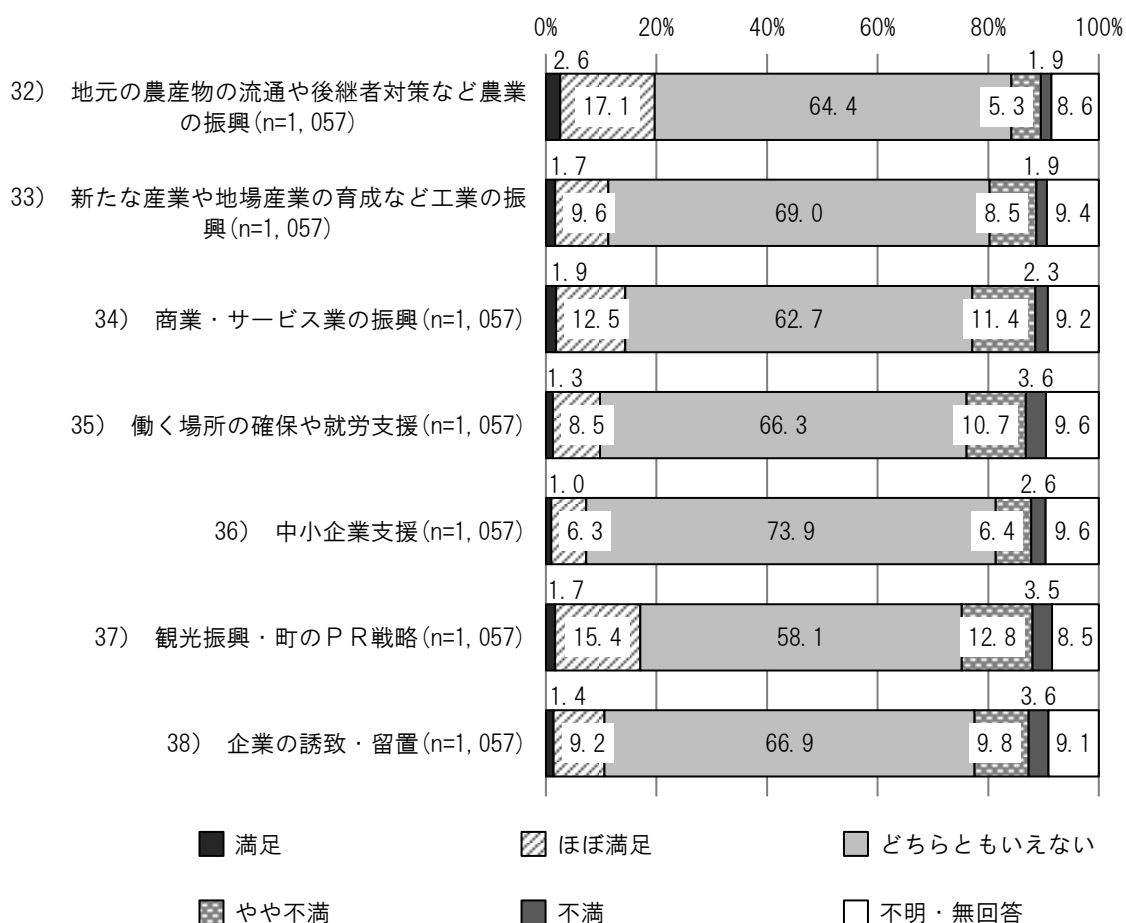 0% 20% 40% 60% 80% 100%
2.6 1.9
32） 地元の農産物の流通や後継者対策など農業
の振興(n=1,057)
17.1 64.4 5.3 8.6
1.7 1.9
33） 新たな産業や地場産業の育成など工業の振
興(n=1,057)
9.6 69.0 8.5 9.4
1.9 2.3
34） 商業・サービス業の振興(n=1,057) 12.5 62.7 11.4 9.2
1.3 3.6
35） 働く場所の確保や就労支援(n=1,057) 8.5 66.3 10.7 9.6
1.0 2.6
36） 中小企業支援(n=1,057) 6.3 73.9 6.4 9.6
1.7 3.5
37） 観光振興・町のＰＲ戦略(n=1,057) 15.4 58.1 12.8 8.5
1.4 3.6
38） 企業の誘致・留置(n=1,057) 9.2 66.9 9.8 9.1
満足 ほぼ満足 どちらともいえない
やや不満 不満 不明・無回答